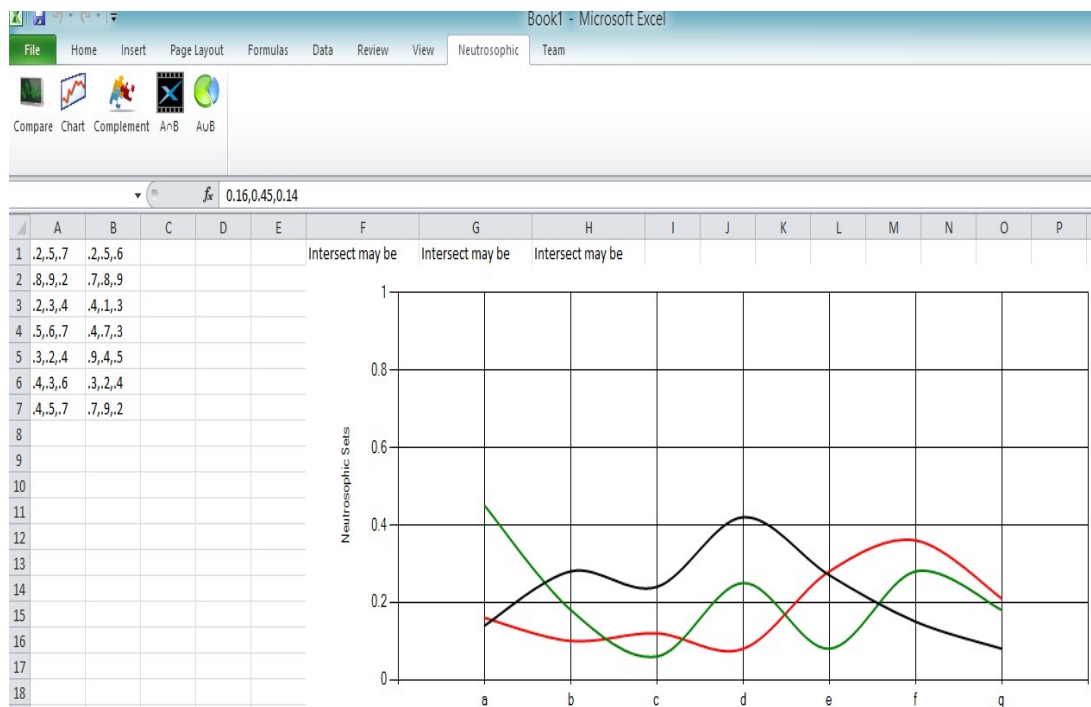 Book1 - Microsoft Excel
File Home Insert Page Layout Formulas Data Review View Neutrosophic Team
Compare Chart Complement A∩B A∪B
fx 0.16,0.45,0.14
A B C D E F G H I J K L M N O P
1 .2,.5,.7 .2,.5,.6 Intersect may be Intersect may be Intersect may be
2 .8,.9,.2 .7,.8,.9
3 .2,.3,.4 .4,.1,.3
4 .5,.6,.7 .4,.7,.3
5 .3,.2,.4 .9,.4,.5
6 .4,.3,.6 .3,.2,.4
7 .4,.5,.7 .7,.9,.2
8
9
10
11
12
13
14
15
16
17
18
1
0.8
0.6
0.4
0.2
0
Neutrosophic Sets
a b c d e f g